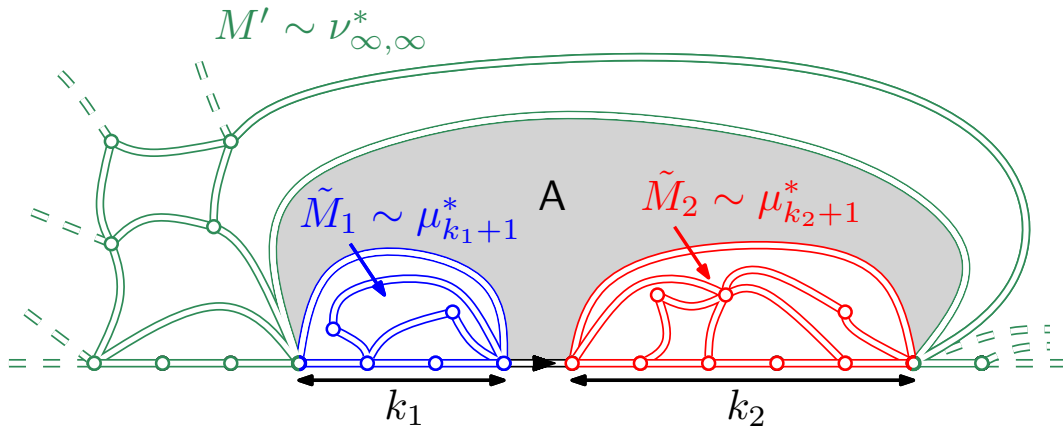 M′ ∼ ν*∞,∞
A
M̃₁ ∼ μ*k₁+1
M̃₂ ∼ μ*k₂+1
k₁
k₂